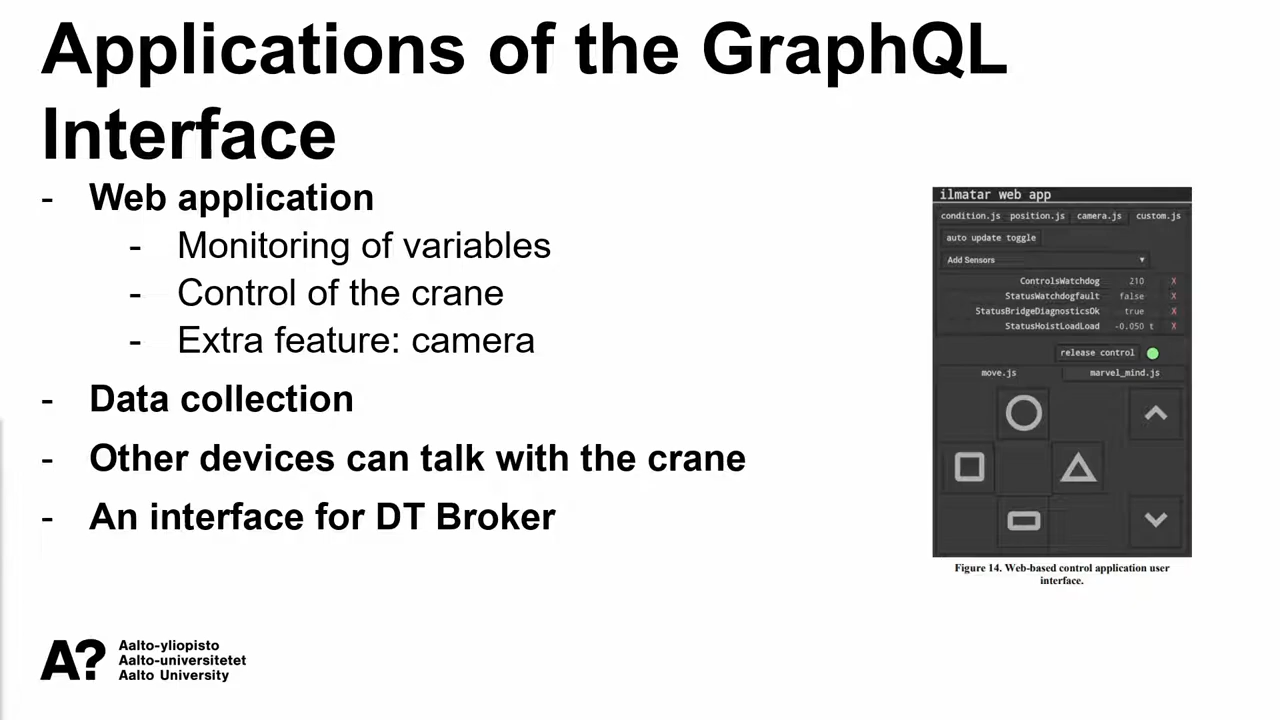 Applications of the GraphQL
Interface
- Web application
- Monitoring of variables
- Control of the crane
- Extra feature: camera
- Data collection
- Other devices can talk with the crane
- An interface for DT Broker
ilmatar web app
condition.js position.js camera.js custom.js
auto update toggle
Add Sensors
ControlsWatchdog 210 X
StatusWatchdogfault false X
StatusBridgeDiagnosticsOk true X
StatusHoistLoadLoad -0.050 t X
release control
move.js marvel_mind.js
Figure 14. Web-based control application user
interface.
A?
Aalto-yliopisto
Aalto-universitetet
Aalto University